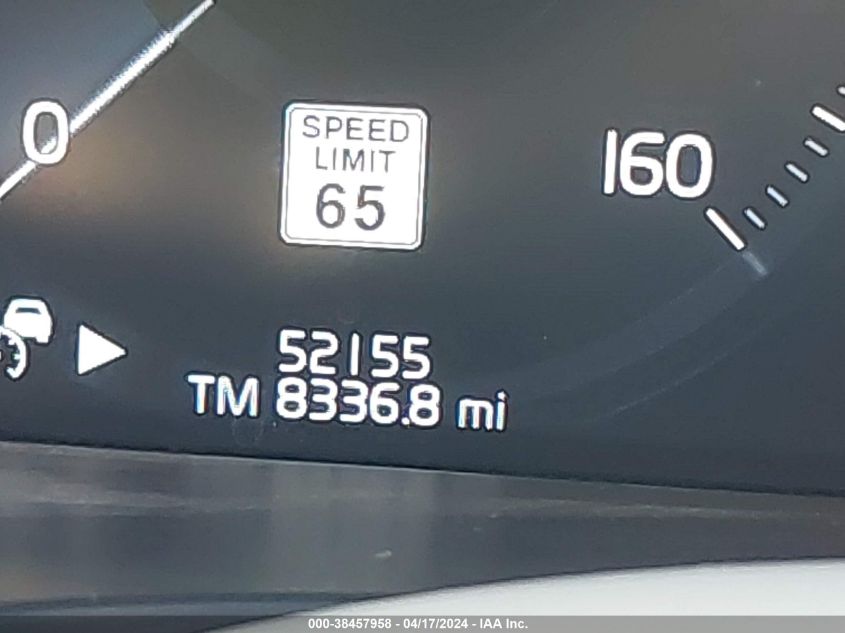 0
SPEED
LIMIT
65
160
52155
TM 8336.8 mi
000-38457958 - 04/17/2024 - IAA Inc.